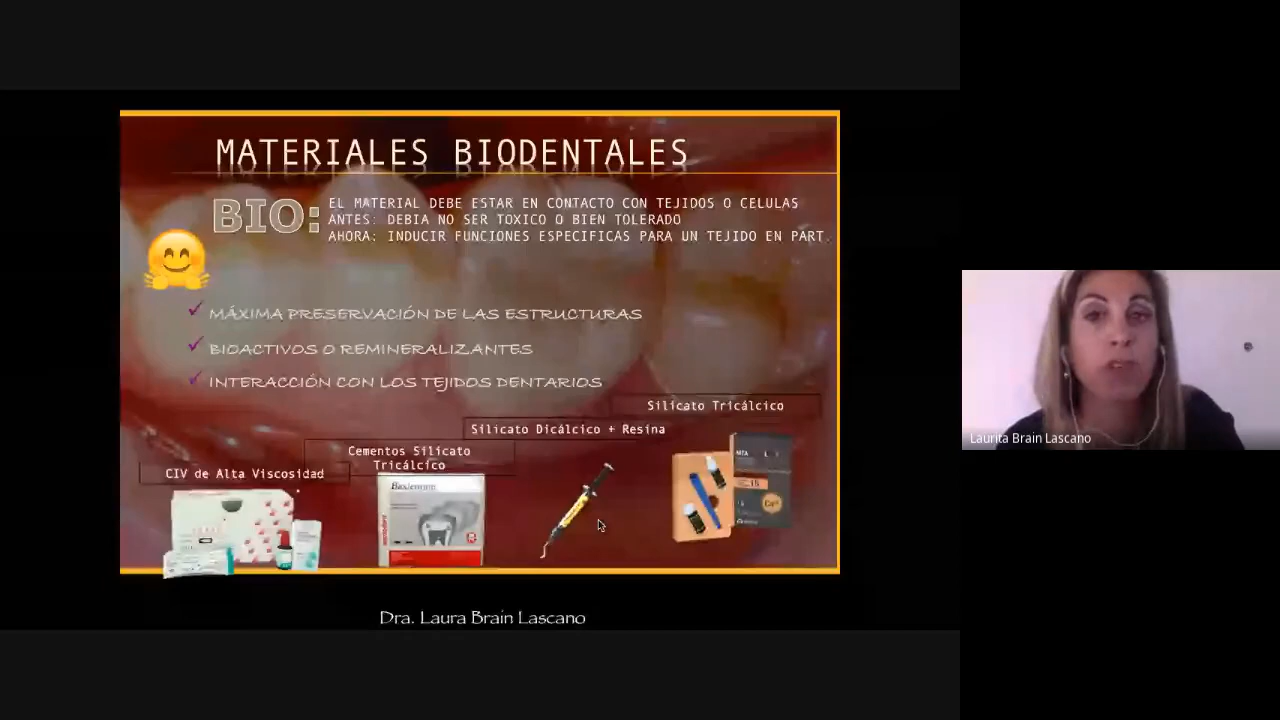 MATERIALES BIODENTALES
BIO:
EL MATERIAL DEBE ESTAR EN CONTACTO CON TEJIDOS O CELULAS
ANTES: DEBIA NO SER TOXICO O BIEN TOLERADO
AHORA: INDUCIR FUNCIONES ESPECIFICAS PARA UN TEJIDO EN PART.
MÁXIMA PRESERVACIÓN DE LAS ESTRUCTURAS
BIOACTIVOS O REMINERALIZANTES
INTERACCIÓN CON LOS TEJIDOS DENTARIOS
Silicato Tricálcico
Silicato Dicálcico + Resina
Cementos Silicato
Tricálcico
CIV de Alta Viscosidad
MTA
Dra. Laura Brain Lascano
Laurita Brain Lascano